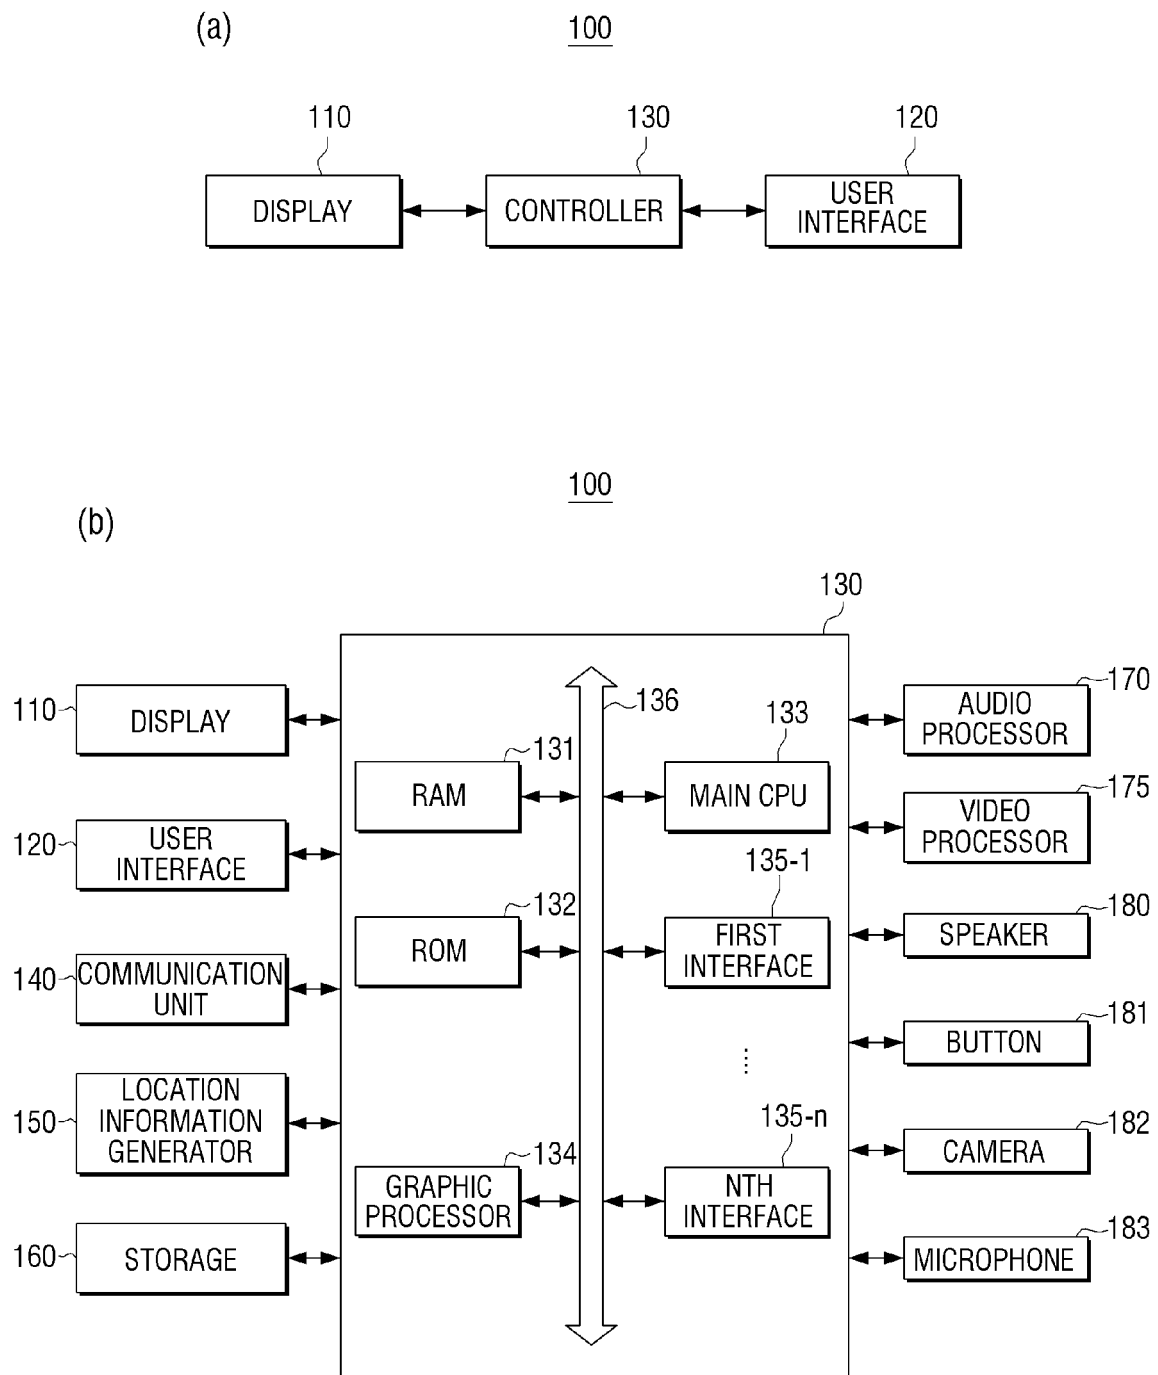 (a)
100
110
130
120
DISPLAY
CONTROLLER
USER
INTERFACE
100
(b)
130
110
DISPLAY
120
USER
INTERFACE
140
COMMUNICATION
UNIT
150
LOCATION
INFORMATION
GENERATOR
160
STORAGE
136
131
RAM
133
MAIN CPU
132
ROM
135-1
FIRST
INTERFACE
134
GRAPHIC
PROCESSOR
135-n
NTH
INTERFACE
170
AUDIO
PROCESSOR
175
VIDEO
PROCESSOR
180
SPEAKER
181
BUTTON
182
CAMERA
183
MICROPHONE